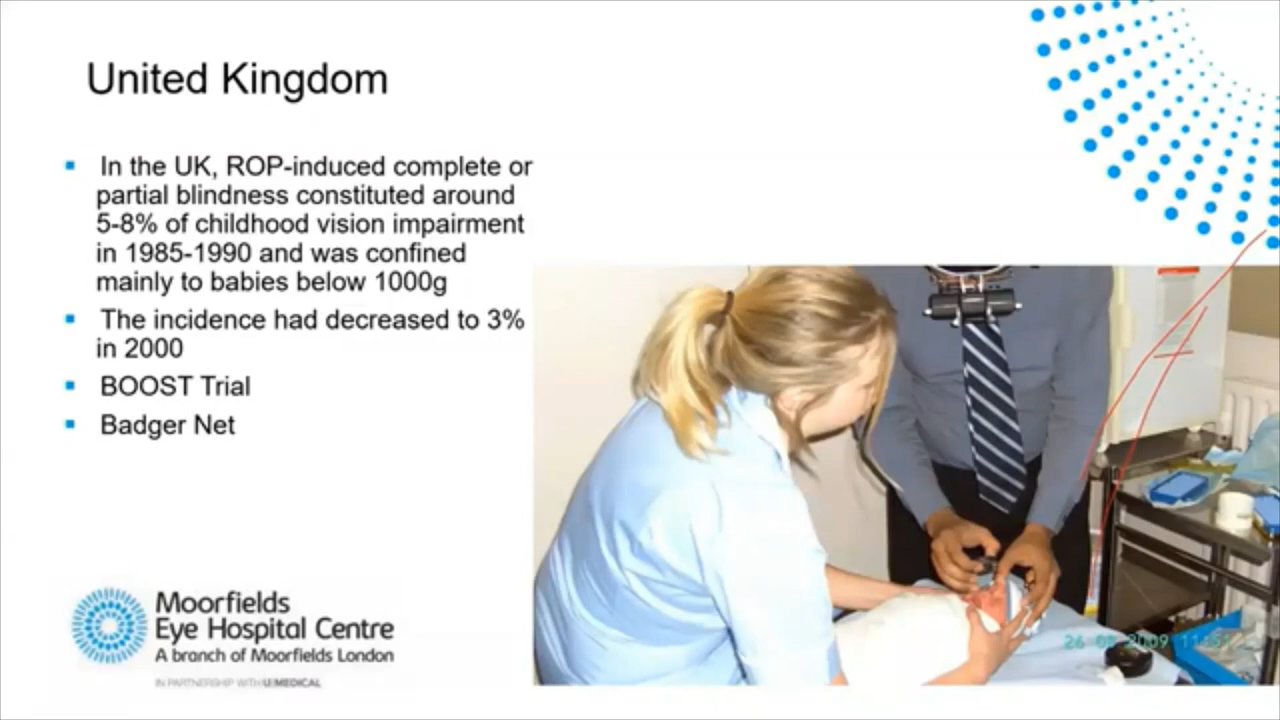 United Kingdom
In the UK, ROP-induced complete or
partial blindness constituted around
5-8% of childhood vision impairment
in 1985-1990 and was confined
mainly to babies below 1000g
The incidence had decreased to 3%
in 2000
BOOST Trial
Badger Net
Moorfields
Eye Hospital Centre
A branch of Moorfields London
IN PARTNERSHIP WITH UEMEDICAL
2009